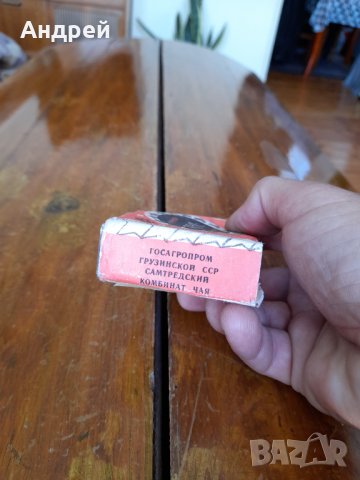 Андрей
ГОСАГРОПРОМ
ГРУЗИНСКОЙ ССР
САМТРЕДСКИЙ
КОМБИНАТ ЧАЯ
BAZAR